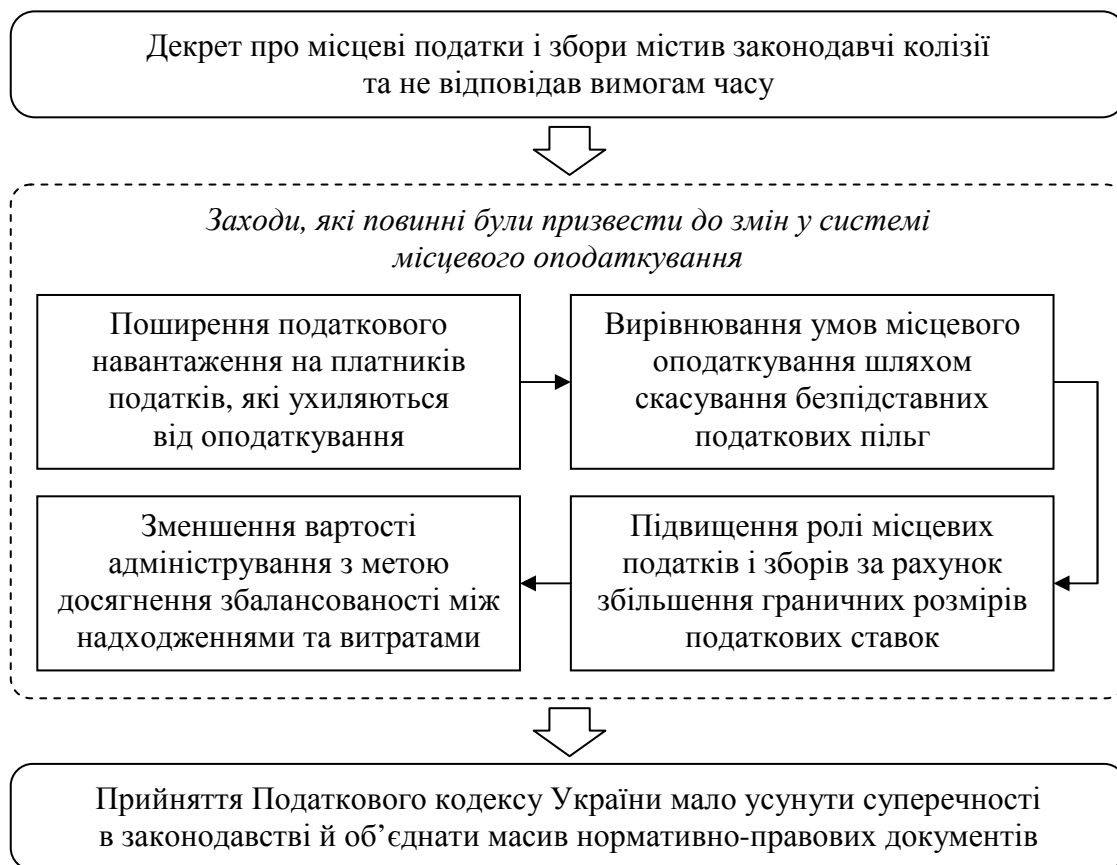 Декрет про місцеві податки і збори містив законодавчі колізії
та не відповідав вимогам часу
Заходи, які повинні були призвести до змін у системі
місцевого оподаткування
Поширення податкового
навантаження на платників
податків, які ухиляються
від оподаткування
Вирівнювання умов місцевого
оподаткування шляхом
скасування безпідставних
податкових пільг
Зменшення вартості
адміністрування з метою
досягнення збалансованості між
надходженнями та витратами
Підвищення ролі місцевих
податків і зборів за рахунок
збільшення граничних розмірів
податкових ставок
Прийняття Податкового кодексу України мало усунути суперечності
в законодавстві й об’єднати масив нормативно-правових документів